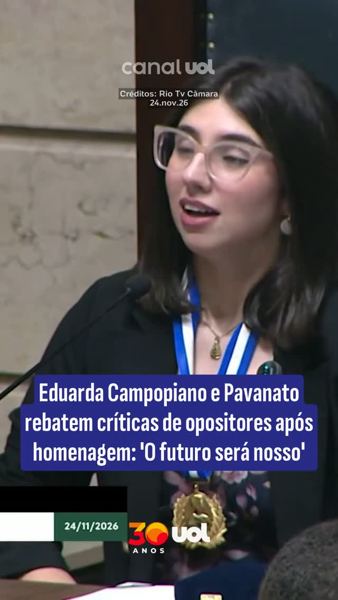 canal UOL
Créditos: Rio Tv Câmara
24.nov.26
Eduarda Campopiano e Pavanato
rebatem críticas de opositores após
homenagem: 'O futuro será nosso'
24/11/2026
30 UOL
ANOS